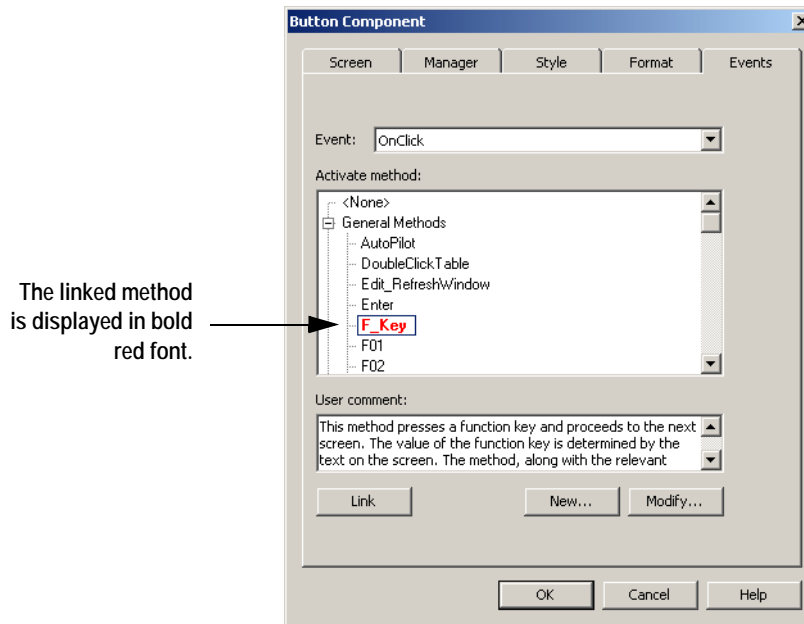 Button Component
Screen Manager Style Format Events
Event: OnClick
Activate method:
<None>
General Methods
AutoPilot
DoubleClickTable
Edit_RefreshWindow
Enter
F_Key
F01
F02
The linked method
is displayed in bold
red font.
User comment:
This method presses a function key and proceeds to the next
screen. The value of the function key is determined by the
text on the screen. The method, along with the relevant
Link New... Modify...
OK Cancel Help